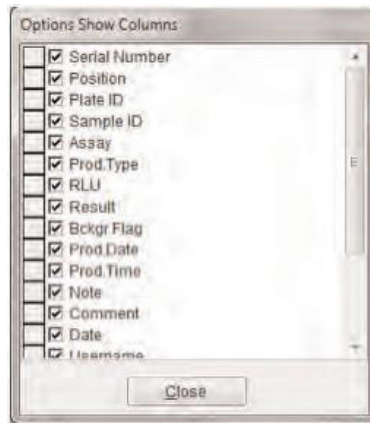 Options Show Columns
Serial Number
Position
Plate ID
Sample ID
Assay
Prod.Type
RLU
Result
Bckgr.Flag
Prod.Date
Prod.Time
Note
Comment
Date
Username
Close